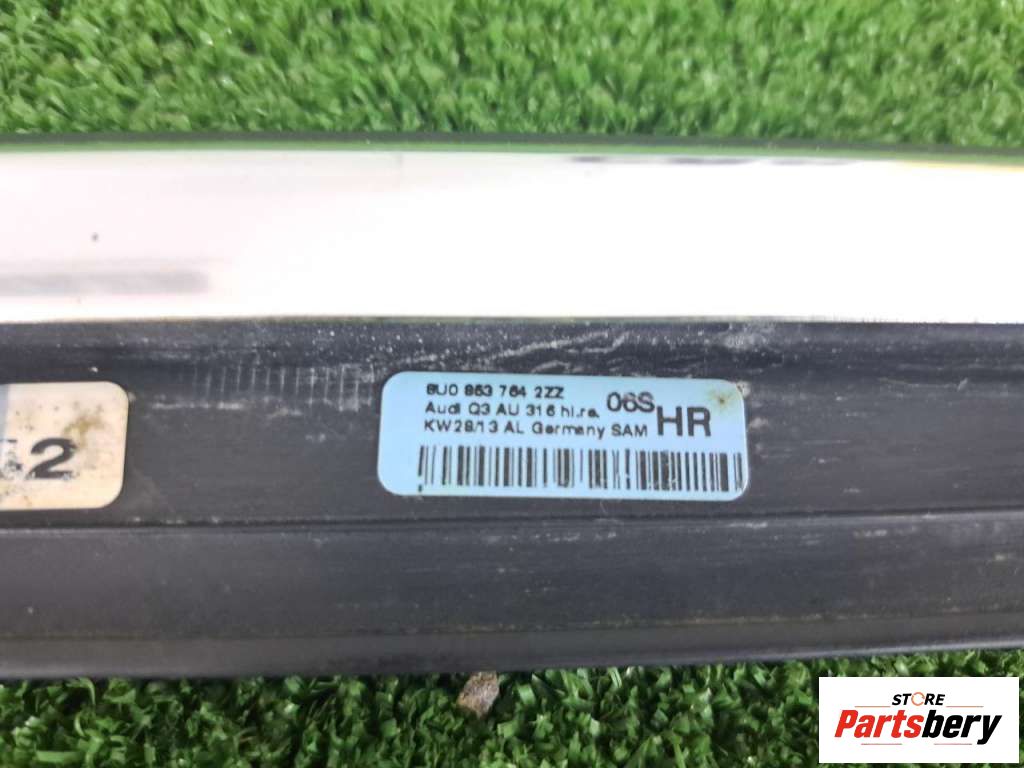 8U0 853 764 2ZZ
Audi Q3 AU 316 hi.re. 06S HR
KW28/13 AL Germany SAM
52
STORE
Partsbery